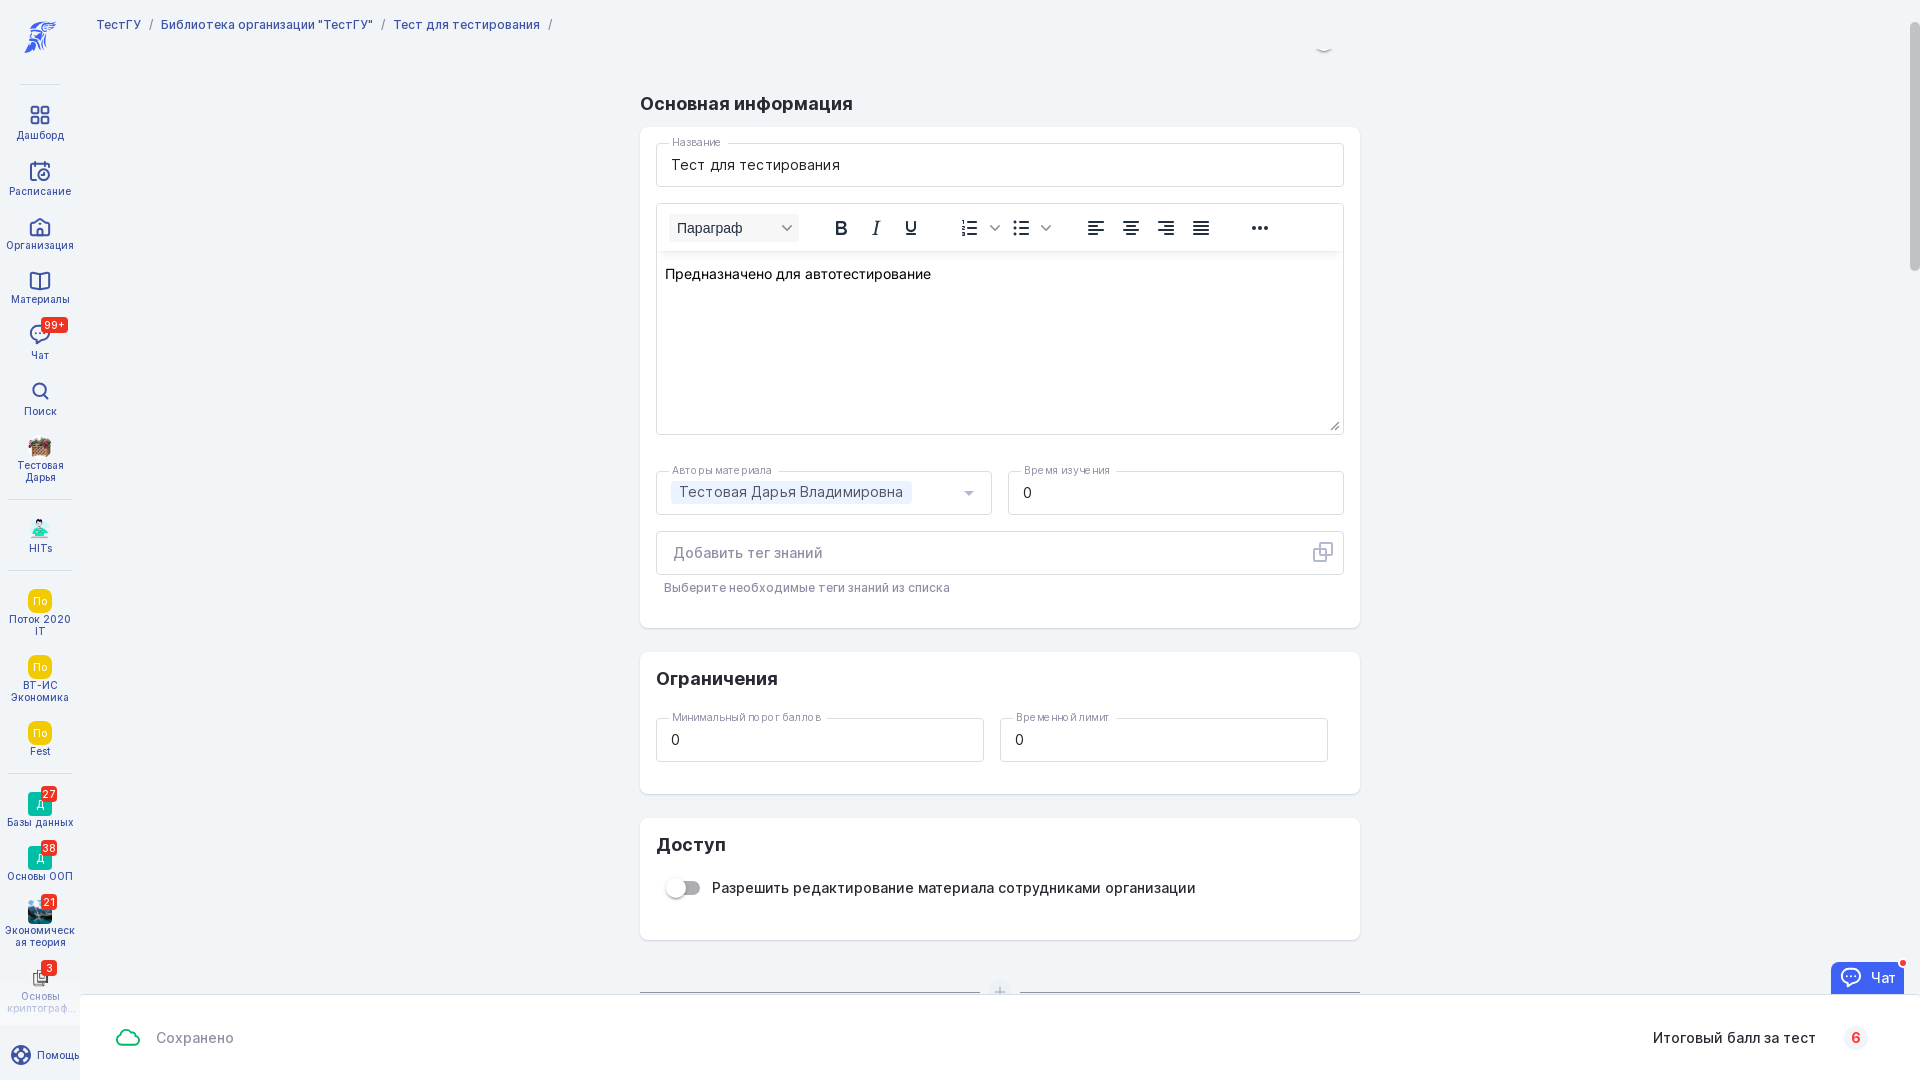 ТестГУ / Библиотека организации "ТестГУ" / Тест для тестирования /
Дашборд
Расписание
Организация
Материалы
99+
Чат
Поиск
Тестовая
Дарья
HITs
По
Поток 2020
IT
По
ВТ-ИС
Экономика
По
Fest
27
Д
Базы данных
38
Д
Основы ООП
21
Экономическ
ая теория
3
Основы
криптограф...
Помощь
Основная информация
Название
Тест для тестирования
Параграф
Предназначено для автотестирование
Авторы материала
Тестовая Дарья Владимировна
Время изучения
0
Добавить тег знаний
Выберите необходимые теги знаний из списка
Ограничения
Минимальный порог баллов
0
Временной лимит
0
Доступ
Разрешить редактирование материала сотрудниками организации
Чат
Сохранено
Итоговый балл за тест 6